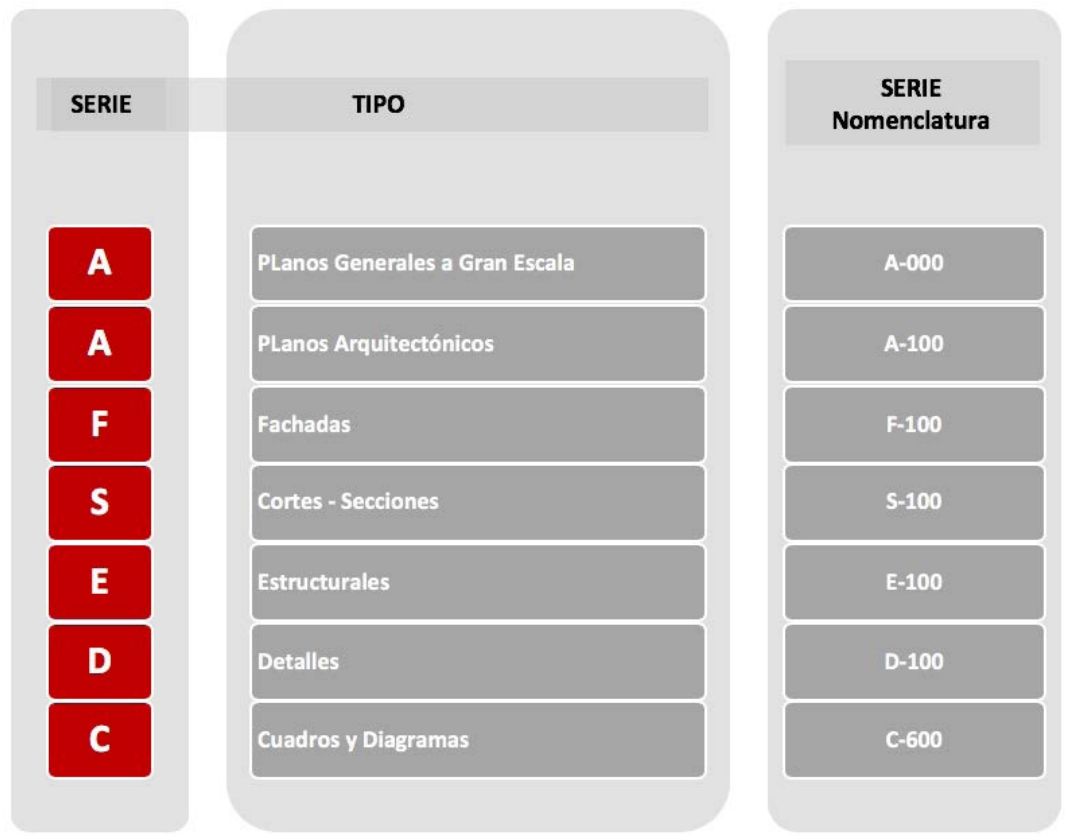 SERIE TIPO SERIE
Nomenclatura
A PLanos Generales a Gran Escala A-000
A PLanos Arquitectónicos A-100
F Fachadas F-100
S Cortes - Secciones S-100
E Estructurales E-100
D Detalles D-100
C Cuadros y Diagramas C-600